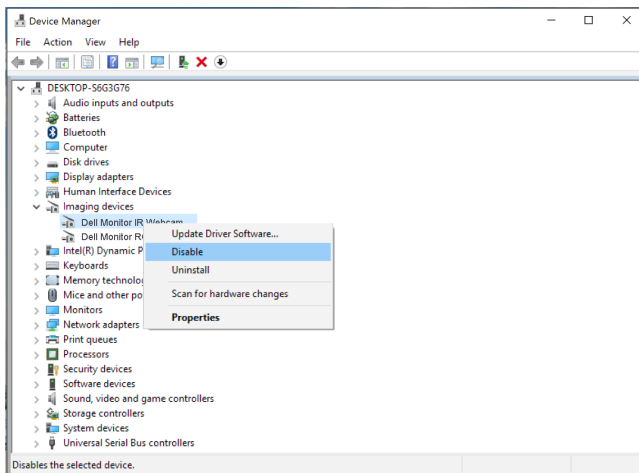 Device Manager
File Action View Help
DESKTOP-S6G3G76
Audio inputs and outputs
Batteries
Bluetooth
Computer
Disk drives
Display adapters
Human Interface Devices
Imaging devices
Dell Monitor IR Webcam
Dell Monitor
Intel(R) Dynamic
Keyboards
Memory
Mice and other
Monitors
Network adapters
Print queues
Processors
Security devices
Software devices
Sound, video and game controllers
Storage controllers
System devices
Universal Serial Bus controllers
Update Driver Software...
Disable
Uninstall
Scan for hardware changes
Properties
Disables the selected device.